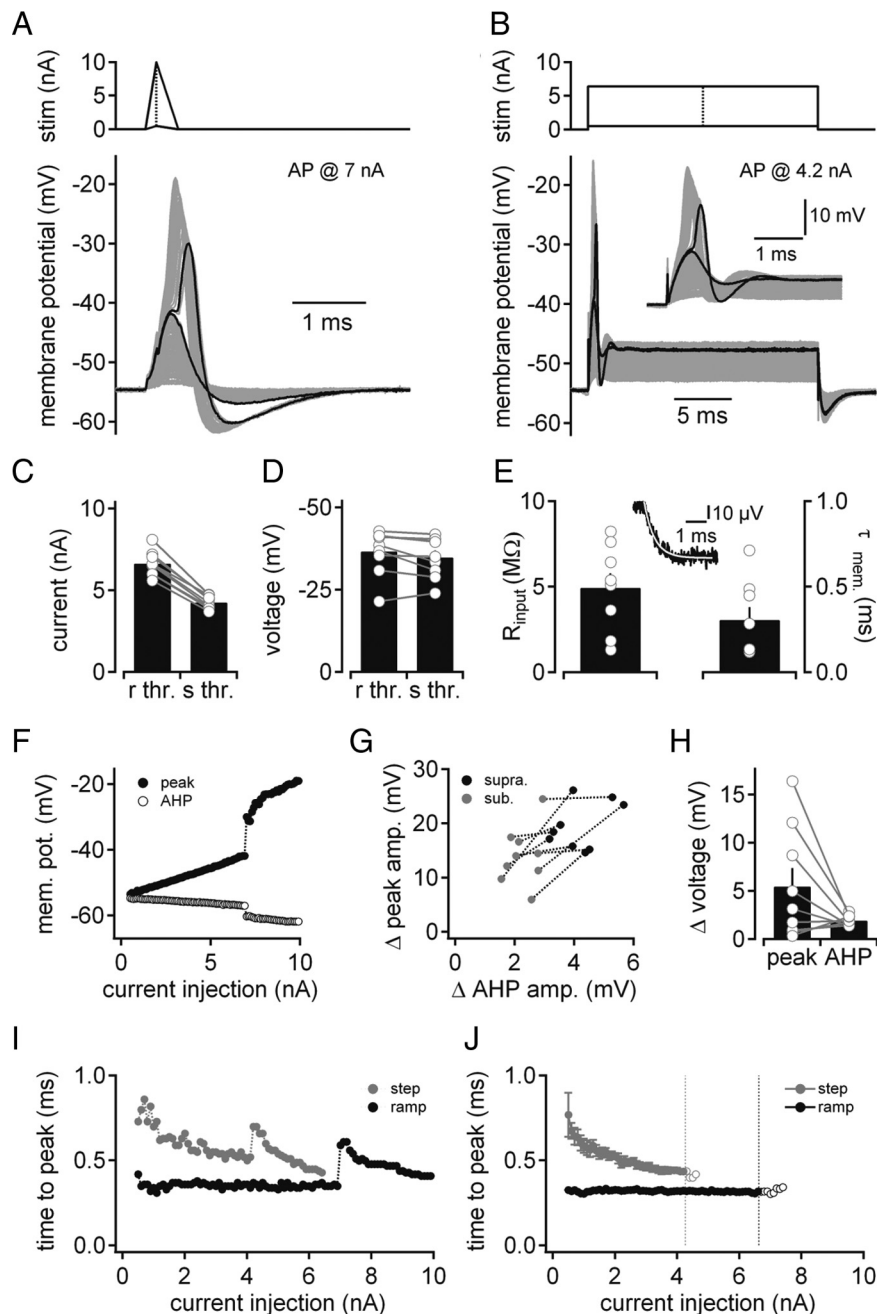 A
stim (nA)
10
5
0
membrane potential (mV)
-20
-30
-40
-50
-60
AP @ 7 nA
1 ms
B
stim (nA)
10
5
0
membrane potential (mV)
-20
-30
-40
-50
-60
AP @ 4.2 nA
10 mV
1 ms
5 ms
C
current (nA)
10
5
0
r thr. s thr.
D
voltage (mV)
-50
-25
0
r thr. s thr.
E
R input (MΩ)
10
5
0
10 µV
1 ms
1.0
0.5
0.0
τ mem. (ms)
F
mem. pot. (mV)
-20
-40
-60
peak
AHP
0 5 10
current injection (nA)
G
Δ peak amp. (mV)
30
20
10
0
supra.
sub.
0 2 4 6
Δ AHP amp. (mV)
H
Δ voltage (mV)
15
10
5
0
peak AHP
I
time to peak (ms)
1.0
0.5
0.0
step
ramp
0 2 4 6 8 10
current injection (nA)
J
time to peak (ms)
1.0
0.5
0.0
step
ramp
0 2 4 6 8 10
current injection (nA)